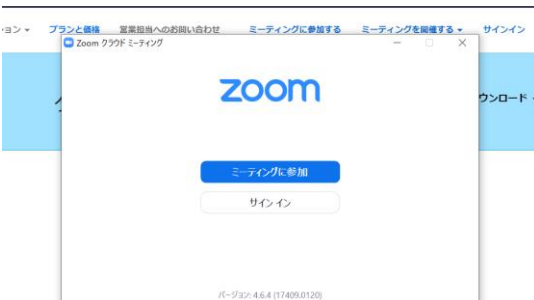 ョン プランと価格 営業担当へのお問い合わせ ミーティングに参加する ミーティングを開催する サインイン
Zoom クラウド ミーティング
zoom
ウンロード
ミーティングに参加
サイン イン
バージョン: 4.6.4 (17409.0120)